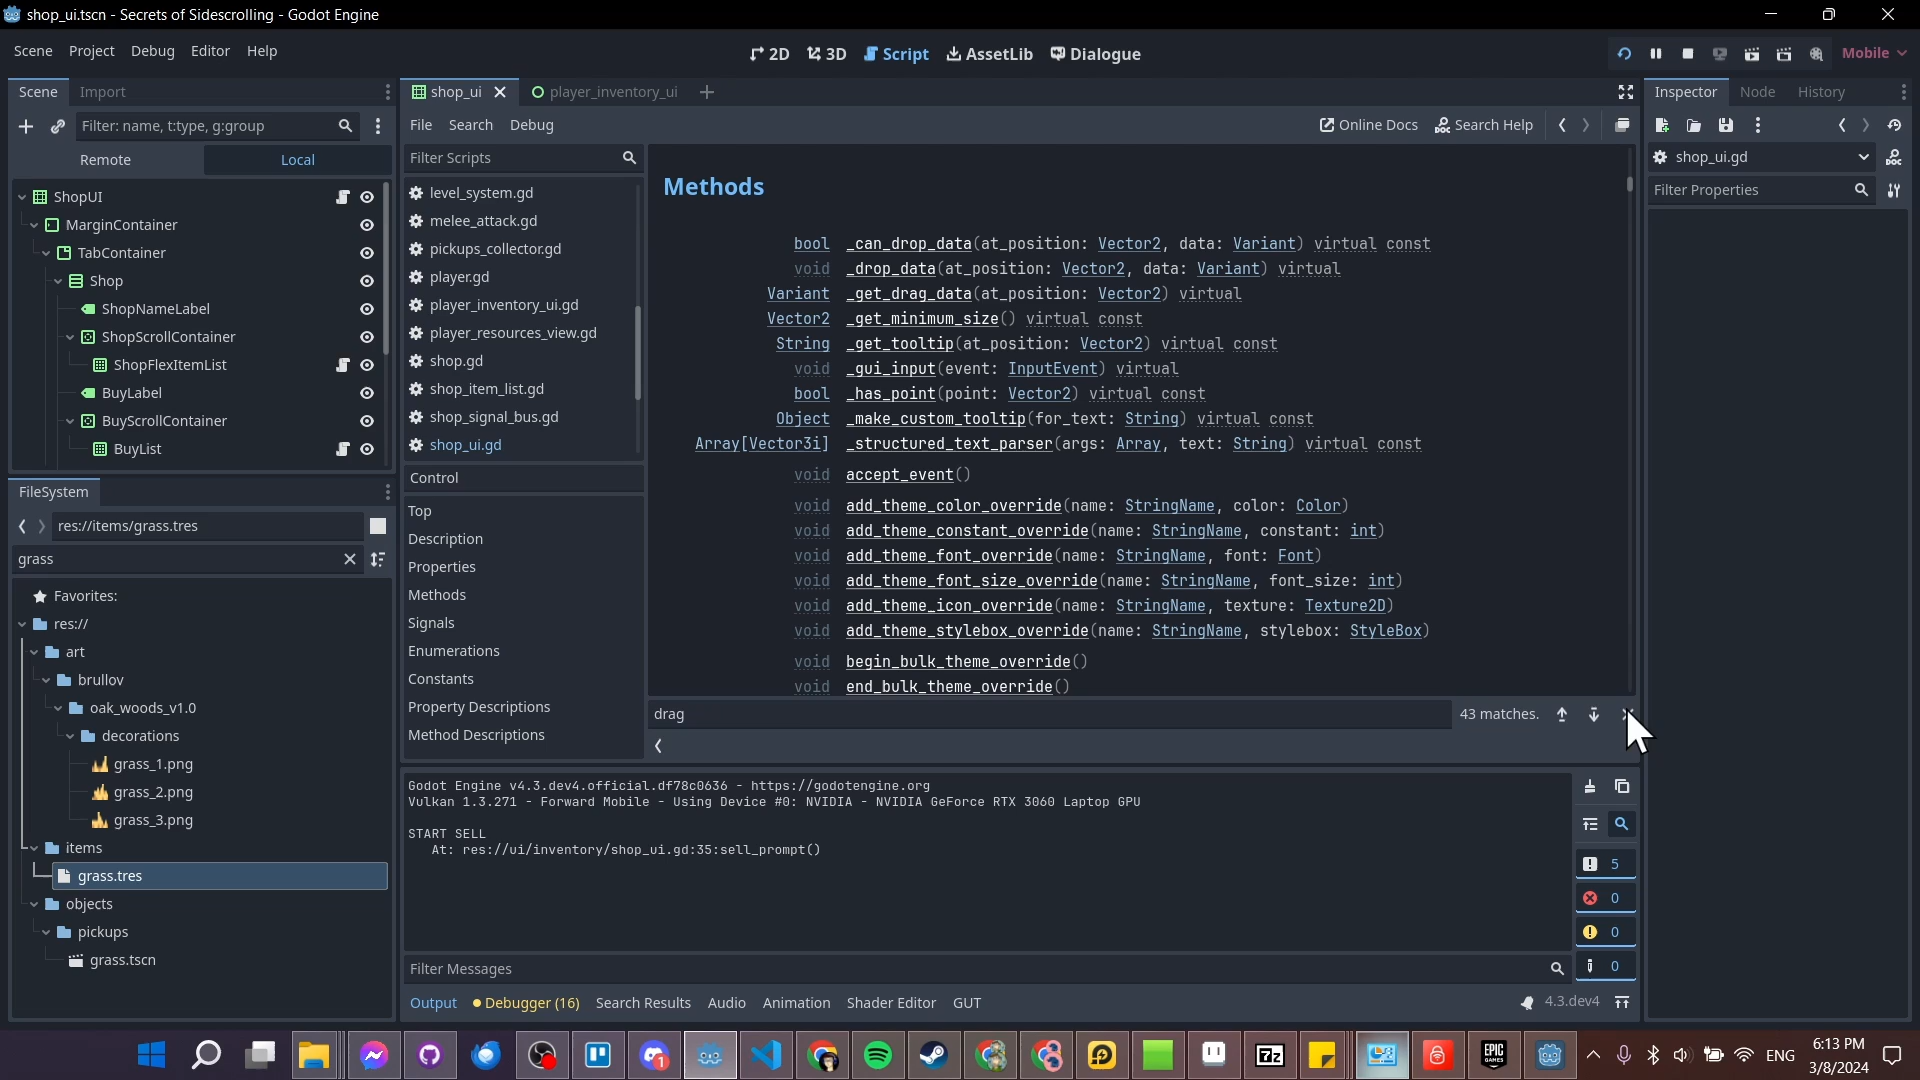 shop_ui.tscn - Secrets of Sidescrolling - Godot Engine
Scene Project Debug Editor Help
2D 3D Script AssetLib Dialogue
Mobile
Scene Import
shop_ui player_inventory_ui
Inspector Node History
Filter: name, t:type, g:group
File Search Debug
Online Docs Search Help
Remote Local
Filter Scripts
shop_ui.gd
Filter Properties
ShopUI
MarginContainer
TabContainer
Shop
ShopNameLabel
ShopScrollContainer
ShopFlexItemList
BuyLabel
BuyScrollContainer
BuyList
level_system.gd
melee_attack.gd
pickups_collector.gd
player.gd
player_inventory_ui.gd
player_resources_view.gd
shop.gd
shop_item_list.gd
shop_signal_bus.gd
shop_ui.gd
Control
Top
Description
Properties
Methods
Signals
Enumerations
Constants
Property Descriptions
Method Descriptions
Methods
bool _can_drop_data(at_position: Vector2, data: Variant) virtual const
void _drop_data(at_position: Vector2, data: Variant) virtual
Variant _get_drag_data(at_position: Vector2) virtual
Vector2 _get_minimum_size() virtual const
String _get_tooltip(at_position: Vector2) virtual const
void _gui_input(event: InputEvent) virtual
bool _has_point(point: Vector2) virtual const
Object _make_custom_tooltip(for_text: String) virtual const
Array[Vector3i] _structured_text_parser(args: Array, text: String) virtual const
void accept_event()
void add_theme_color_override(name: StringName, color: Color)
void add_theme_constant_override(name: StringName, constant: int)
void add_theme_font_override(name: StringName, font: Font)
void add_theme_font_size_override(name: StringName, font_size: int)
void add_theme_icon_override(name: StringName, texture: Texture2D)
void add_theme_stylebox_override(name: StringName, stylebox: StyleBox)
void begin_bulk_theme_override()
void end_bulk_theme_override()
drag 43 matches.
FileSystem
res://items/grass.tres
grass
Favorites:
res://
art
brullov
oak_woods_v1.0
decorations
grass_1.png
grass_2.png
grass_3.png
items
grass.tres
objects
pickups
grass.tscn
Godot Engine v4.3.dev4.official.df78c0636 - https://godotengine.org
Vulkan 1.3.271 - Forward Mobile - Using Device #0: NVIDIA - NVIDIA GeForce RTX 3060 Laptop GPU
START SELL
At: res://ui/inventory/shop_ui.gd:35:sell_prompt()
5
0
0
0
Filter Messages
Output Debugger (16) Search Results Audio Animation Shader Editor GUT
4.3.dev4
1
7z
EPIC GAMES
ENG
6:13 PM
3/8/2024